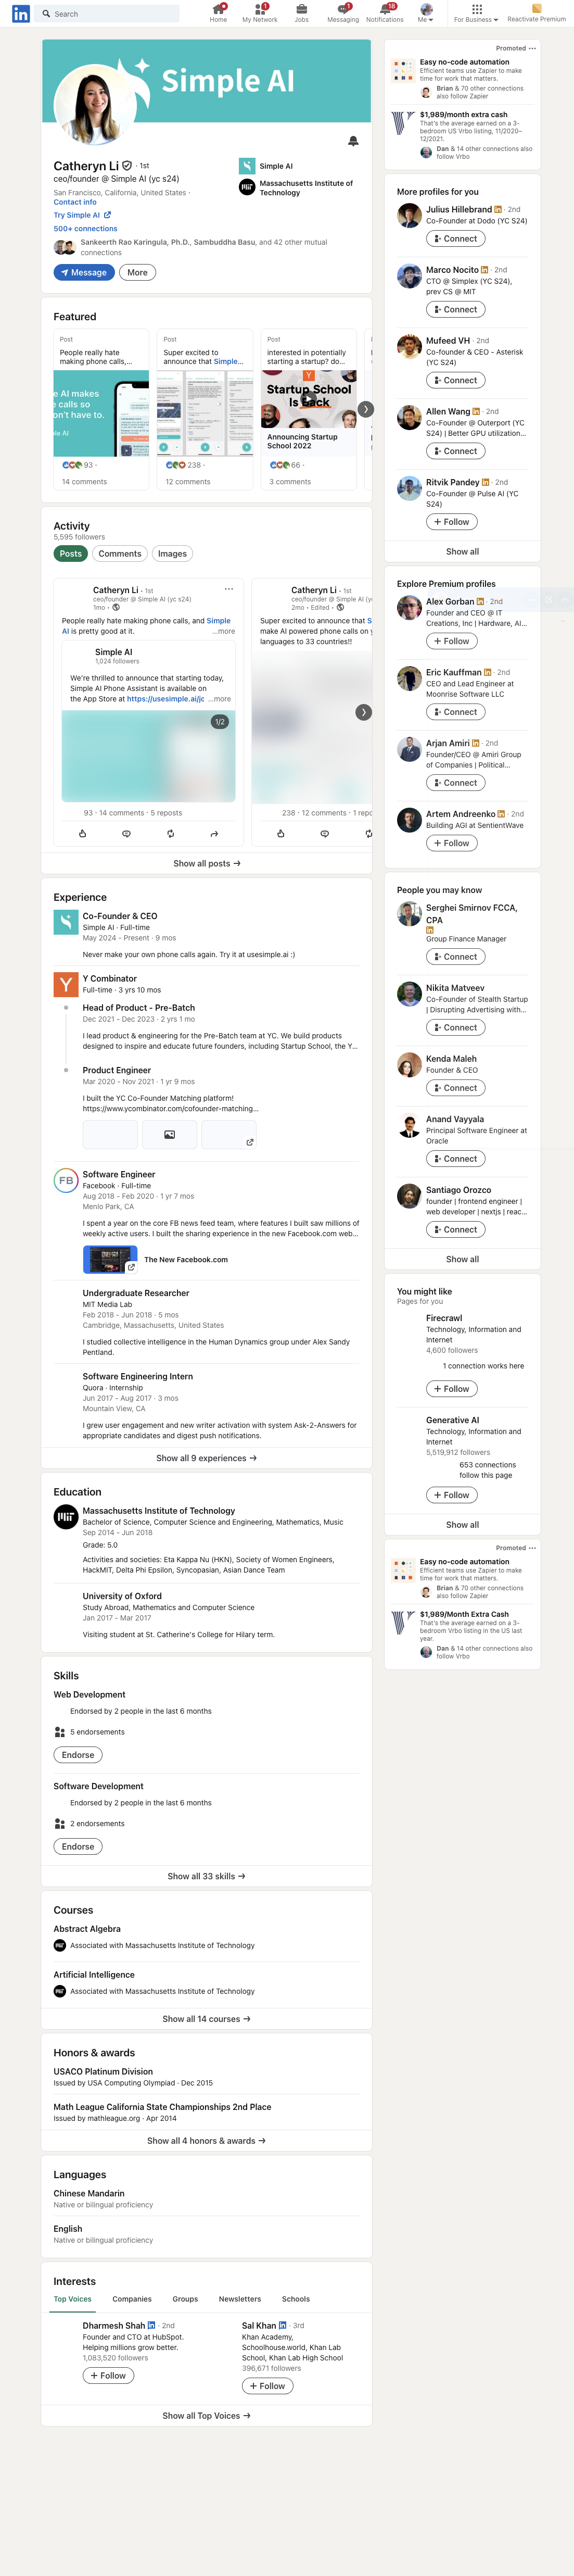 Search
Home
My Network
Jobs
Messaging
Notifications
Me
For Business
Reactivate Premium
1
1
18
Simple AI
Catheryn Li · 1st
ceo/founder @ Simple AI (yc s24)
San Francisco, California, United States ·
Contact info
Try Simple AI
500+ connections
Sankeerth Rao Karingula, Ph.D., Sambuddha Basu, and 42 other mutual
connections
Message
More
Simple AI
Massachusetts Institute of
Technology
Featured
Post
People really hate
making phone calls,...
e AI makes
calls so
on't have to.
le AI
93 ·
14 comments
Post
Super excited to
announce that Simple...
238 ·
12 comments
Post
interested in potentially
starting a startup? do...
Startup School
Is Back
Announcing Startup
School 2022
66 ·
3 comments
Activity
5,595 followers
Posts
Comments
Images
Catheryn Li · 1st
ceo/founder @ Simple AI (yc s24)
1mo ·
People really hate making phone calls, and Simple
AI is pretty good at it. ...more
Simple AI
1,024 followers
We're thrilled to announce that starting today,
Simple AI Phone Assistant is available on
the App Store at https://usesimple.ai/jc ...more
1/2
93 · 14 comments · 5 reposts
Catheryn Li · 1st
ceo/founder @ Simple AI (yc
2mo · Edited ·
Super excited to announce that S
make AI powered phone calls on y
languages to 33 countries!!
238 · 12 comments · 1 repo
Show all posts →
Experience
Co-Founder & CEO
Simple AI · Full-time
May 2024 - Present · 9 mos
Never make your own phone calls again. Try it at usesimple.ai :)
Y
Y Combinator
Full-time · 3 yrs 10 mos
Head of Product - Pre-Batch
Dec 2021 - Dec 2023 · 2 yrs 1 mo
I lead product & engineering for the Pre-Batch team at YC. We build products
designed to inspire and educate future founders, including Startup School, the Y...
Product Engineer
Mar 2020 - Nov 2021 · 1 yr 9 mos
I built the YC Co-Founder Matching platform!
https://www.ycombinator.com/cofounder-matching...
FB
Software Engineer
Facebook · Full-time
Aug 2018 - Feb 2020 · 1 yr 7 mos
Menlo Park, CA
I spent a year on the core FB news feed team, where features I built saw millions of
weekly active users. I built the sharing experience in the new Facebook.com web...
The New Facebook.com
Undergraduate Researcher
MIT Media Lab
Feb 2018 - Jun 2018 · 5 mos
Cambridge, Massachusetts, United States
I studied collective intelligence in the Human Dynamics group under Alex Sandy
Pentland.
Software Engineering Intern
Quora · Internship
Jun 2017 - Aug 2017 · 3 mos
Mountain View, CA
I grew user engagement and new writer activation with system Ask-2-Answers for
appropriate candidates and digest push notifications.
Show all 9 experiences →
Education
Massachusetts Institute of Technology
Bachelor of Science, Computer Science and Engineering, Mathematics, Music
Sep 2014 - Jun 2018
Grade: 5.0
Activities and societies: Eta Kappa Nu (HKN), Society of Women Engineers,
HackMIT, Delta Phi Epsilon, Syncopasian, Asian Dance Team
University of Oxford
Study Abroad, Mathematics and Computer Science
Jan 2017 - Mar 2017
Visiting student at St. Catherine's College for Hilary term.
Skills
Web Development
Endorsed by 2 people in the last 6 months
5 endorsements
Endorse
Software Development
Endorsed by 2 people in the last 6 months
2 endorsements
Endorse
Show all 33 skills →
Courses
Abstract Algebra
Associated with Massachusetts Institute of Technology
Artificial Intelligence
Associated with Massachusetts Institute of Technology
Show all 14 courses →
Honors & awards
USACO Platinum Division
Issued by USA Computing Olympiad · Dec 2015
Math League California State Championships 2nd Place
Issued by mathleague.org · Apr 2014
Show all 4 honors & awards →
Languages
Chinese Mandarin
Native or bilingual proficiency
English
Native or bilingual proficiency
Interests
Top Voices
Companies
Groups
Newsletters
Schools
Dharmesh Shah · 2nd
Founder and CTO at HubSpot.
Helping millions grow better.
1,083,520 followers
+ Follow
Sal Khan · 3rd
Khan Academy,
Schoolhouse.world, Khan Lab
School, Khan Lab High School
396,671 followers
+ Follow
Show all Top Voices →
Promoted
Easy no-code automation
Efficient teams use Zapier to make
time for work that matters.
Brian & 70 other connections
also follow Zapier
$1,989/month extra cash
That's the average earned on a 3-
bedroom US Vrbo listing, 11/2020–
12/2021.
Dan & 14 other connections also
follow Vrbo
More profiles for you
Julius Hillebrand · 2nd
Co-Founder at Dodo (YC S24)
Connect
Marco Nocito · 2nd
CTO @ Simplex (YC S24),
prev CS @ MIT
Connect
Mufeed VH · 2nd
Co-founder & CEO - Asterisk
(YC S24)
Connect
Allen Wang · 2nd
Co-Founder @ Outerport (YC
S24) | Better GPU utilization...
Connect
Ritvik Pandey · 2nd
Co-Founder @ Pulse AI (YC
S24)
+ Follow
Show all
Explore Premium profiles
Alex Gorban · 2nd
Founder and CEO @ IT
Creations, Inc | Hardware, AI...
+ Follow
Eric Kauffman · 2nd
CEO and Lead Engineer at
Moonrise Software LLC
Connect
Arjan Amiri · 2nd
Founder/CEO @ Amiri Group
of Companies | Political...
Connect
Artem Andreenko · 2nd
Building AGI at SentientWave
+ Follow
People you may know
Serghei Smirnov FCCA,
CPA
Group Finance Manager
Connect
Nikita Matveev
Co-Founder of Stealth Startup
| Disrupting Advertising with...
Connect
Kenda Maleh
Founder & CEO
Connect
Anand Vayyala
Principal Software Engineer at
Oracle
Connect
Santiago Orozco
founder | frontend engineer |
web developer | nextjs | reac...
Connect
Show all
You might like
Pages for you
Firecrawl
Technology, Information and
Internet
4,600 followers
1 connection works here
+ Follow
Generative AI
Technology, Information and
Internet
5,519,912 followers
653 connections
follow this page
+ Follow
Show all
Promoted
Easy no-code automation
Efficient teams use Zapier to make
time for work that matters.
Brian & 70 other connections
also follow Zapier
$1,989/Month Extra Cash
That's the average earned on a 3-
bedroom Vrbo listing in the US last
year.
Dan & 14 other connections also
follow Vrbo